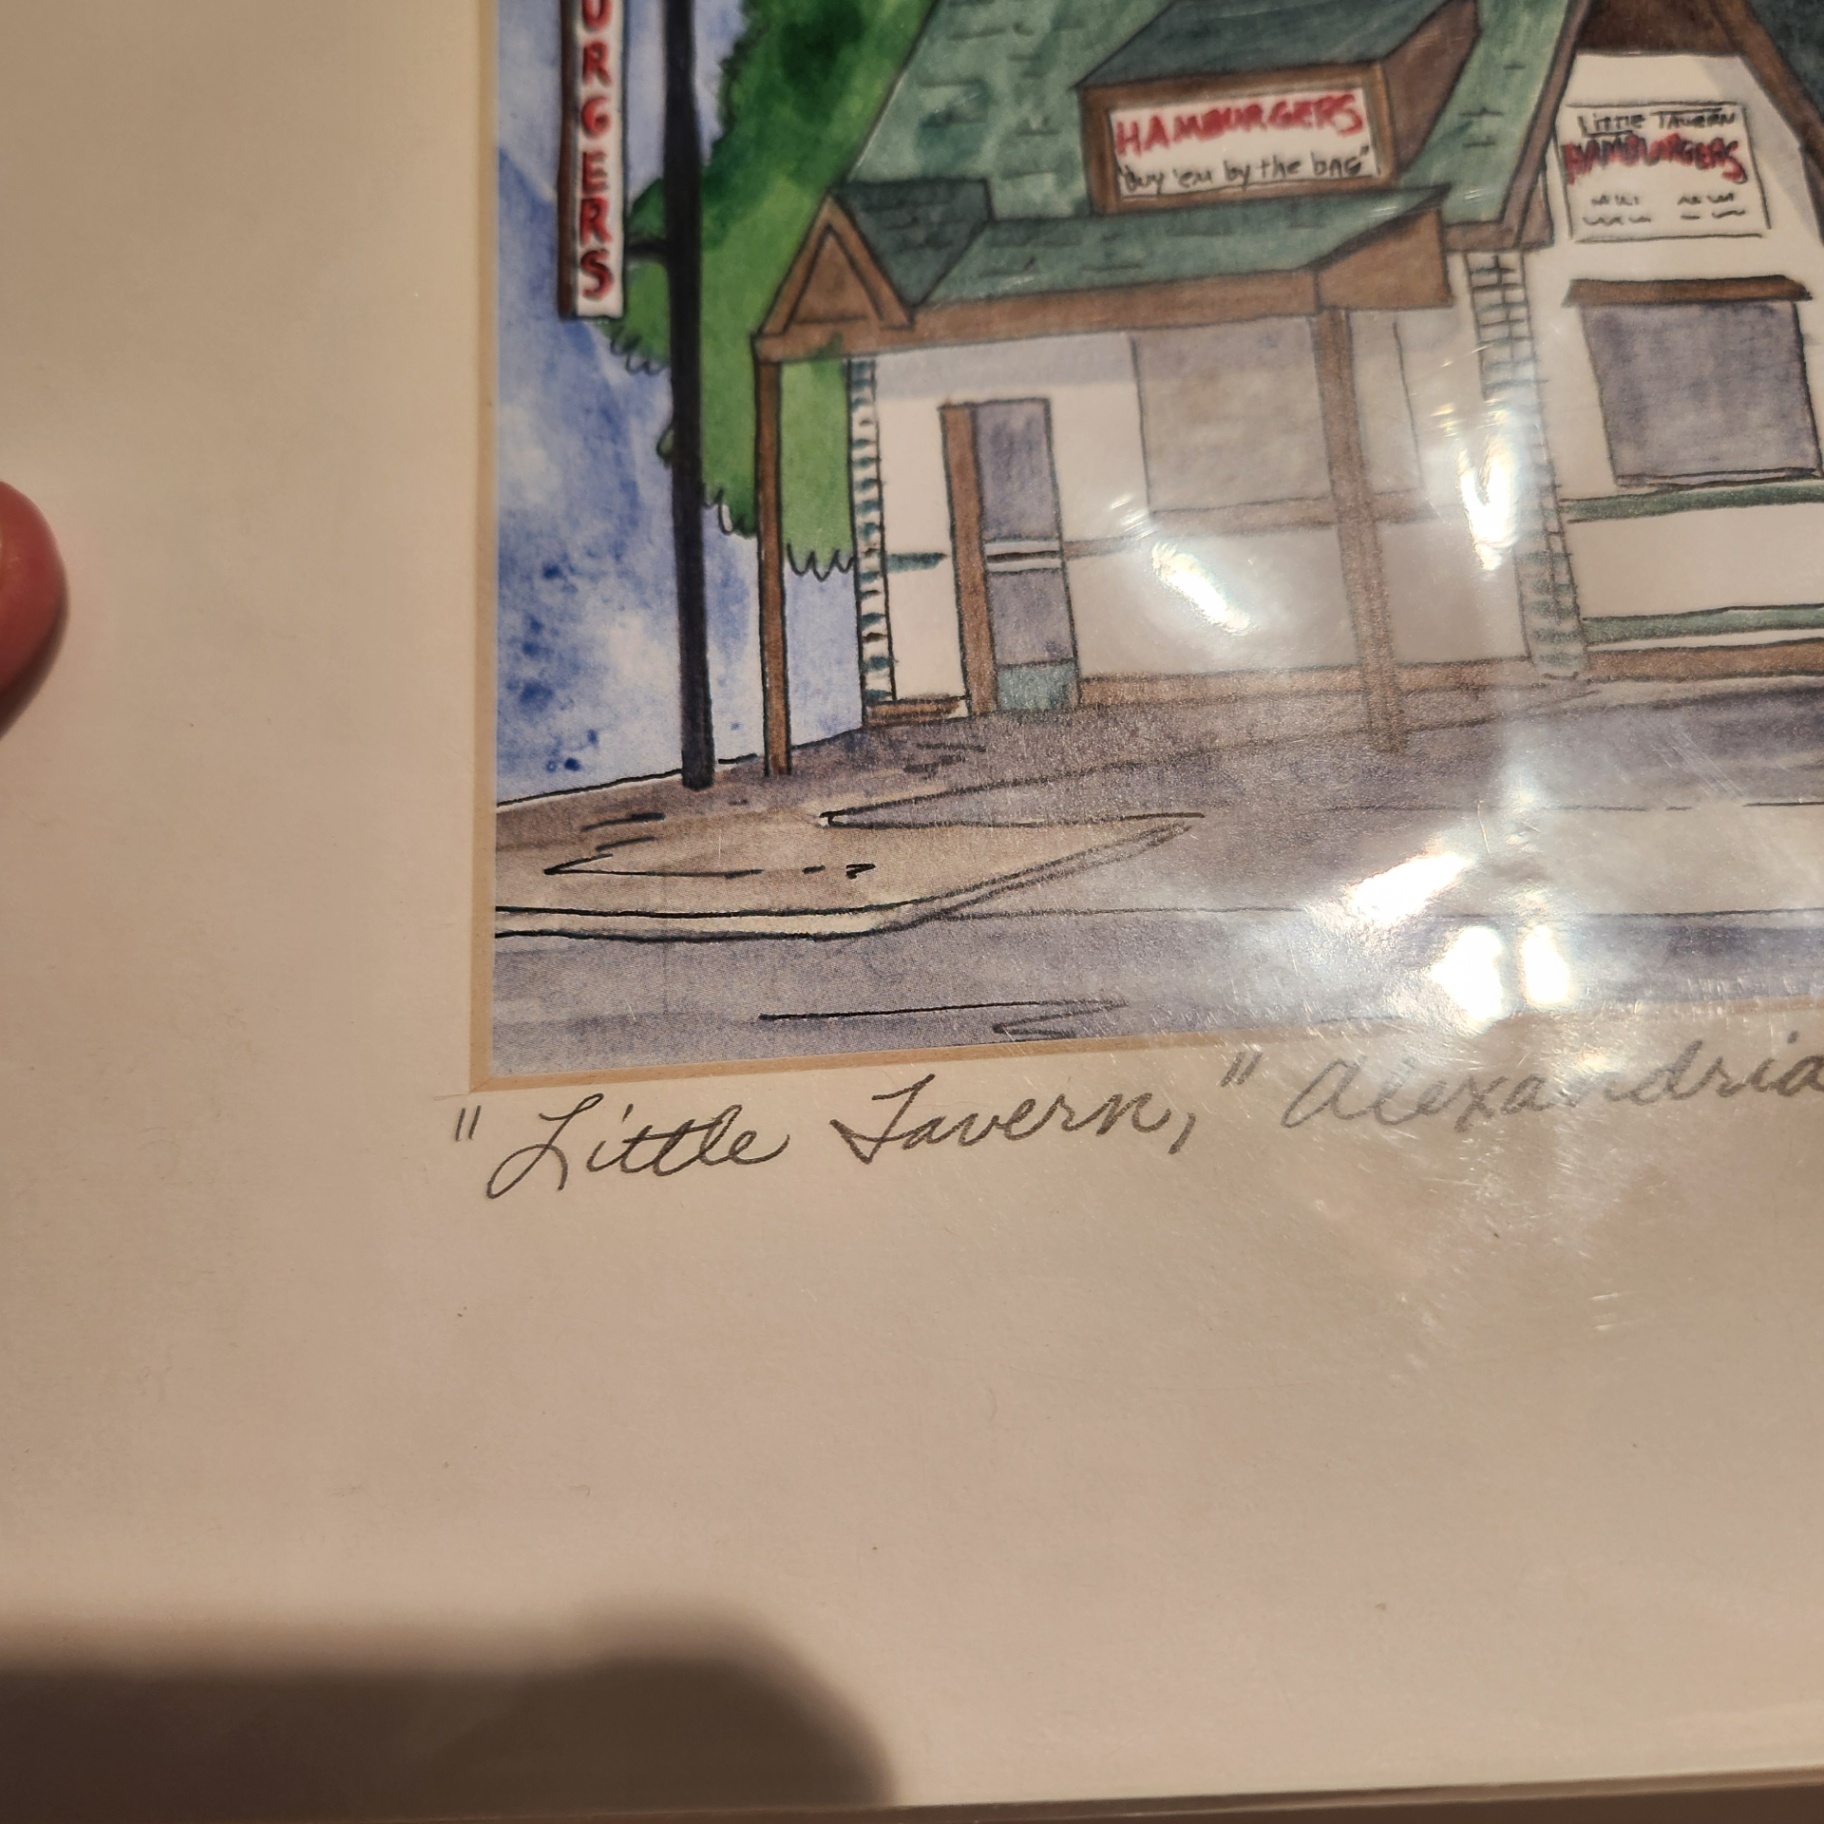 URGERS
HAMBURGERS
"buy 'em by the bAG"
Little TAVERN
HAMBURGERS
"Little Tavern," Alexandria